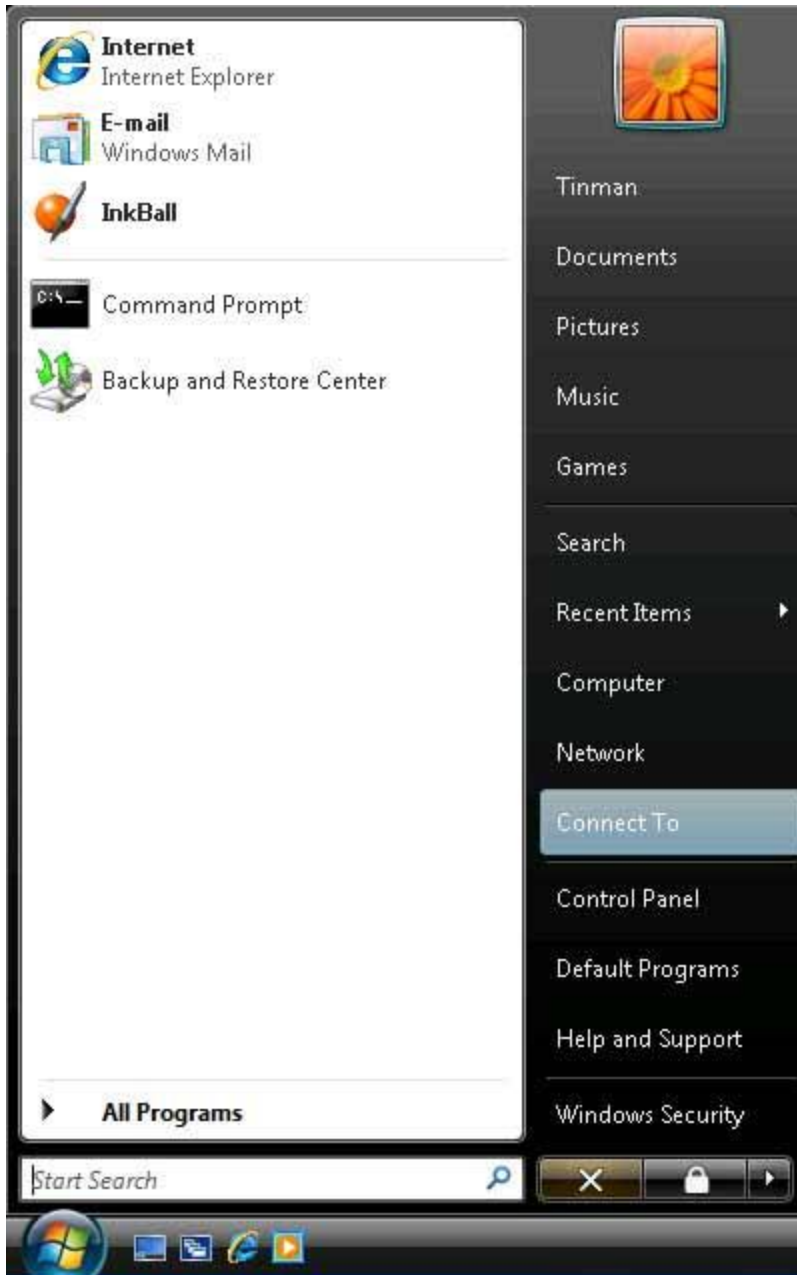 Internet
Internet Explorer
E-mail
Windows Mail
InkBall
C:\_
Command Prompt
Backup and Restore Center
All Programs
Start Search
Tinman
Documents
Pictures
Music
Games
Search
Recent Items
Computer
Network
Connect To
Control Panel
Default Programs
Help and Support
Windows Security